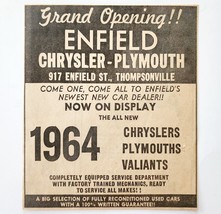 Grand Opening!!
ENFIELD
CHRYSLER-PLYMOUTH
917 ENFIELD ST., THOMPSONVILLE
COME ONE, COME ALL TO ENFIELD'S
NEWEST NEW CAR DEALER!!
NOW ON DISPLAY
THE ALL NEW
1964
CHRYSLERS
PLYMOUTHS
VALIANTS
COMPLETELY EQUIPPED SERVICE DEPARTMENT
WITH FACTORY TRAINED MECHANICS, READY
TO SERVICE ALL MAKES!
A BIG SELECTION OF FULLY RECONDITIONED USED CARS
WITH A 100% WRITTEN GUARANTEE!